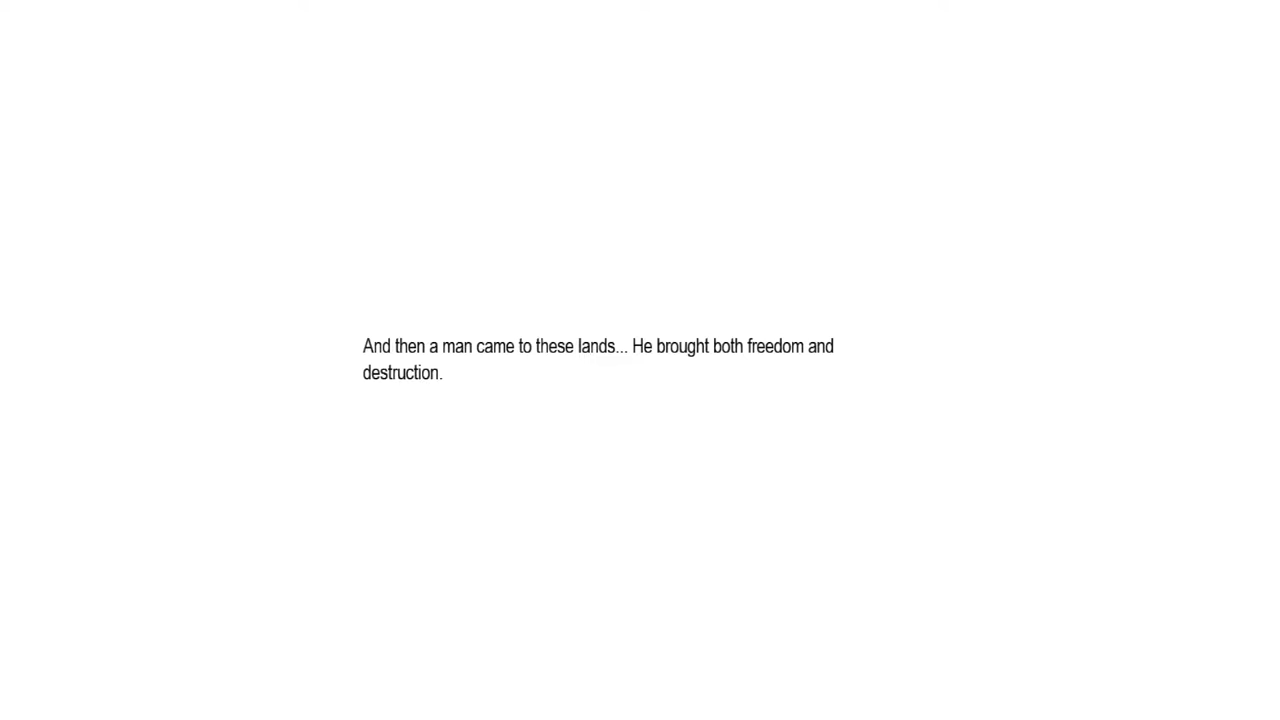 And then a man came to these lands... He brought both freedom and
destruction.